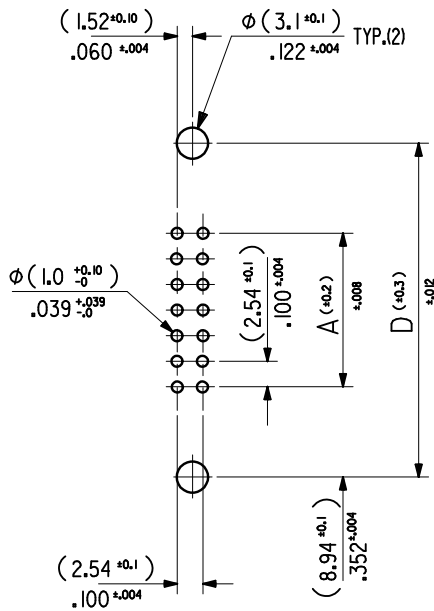 (1.52±0.10)
.060 ±.004
Ø(3.1±0.1)
.122 ±.004
TYP.(2)
Ø(1.0 +0.10 -0)
.039 +.039 -.0
(2.54 ±0.1)
.100±.004
A(±0.2)
±.008
D(±0.3)
±.012
(8.94 ±0.1)
.352±.004
(2.54 ±0.1)
.100 ±.004